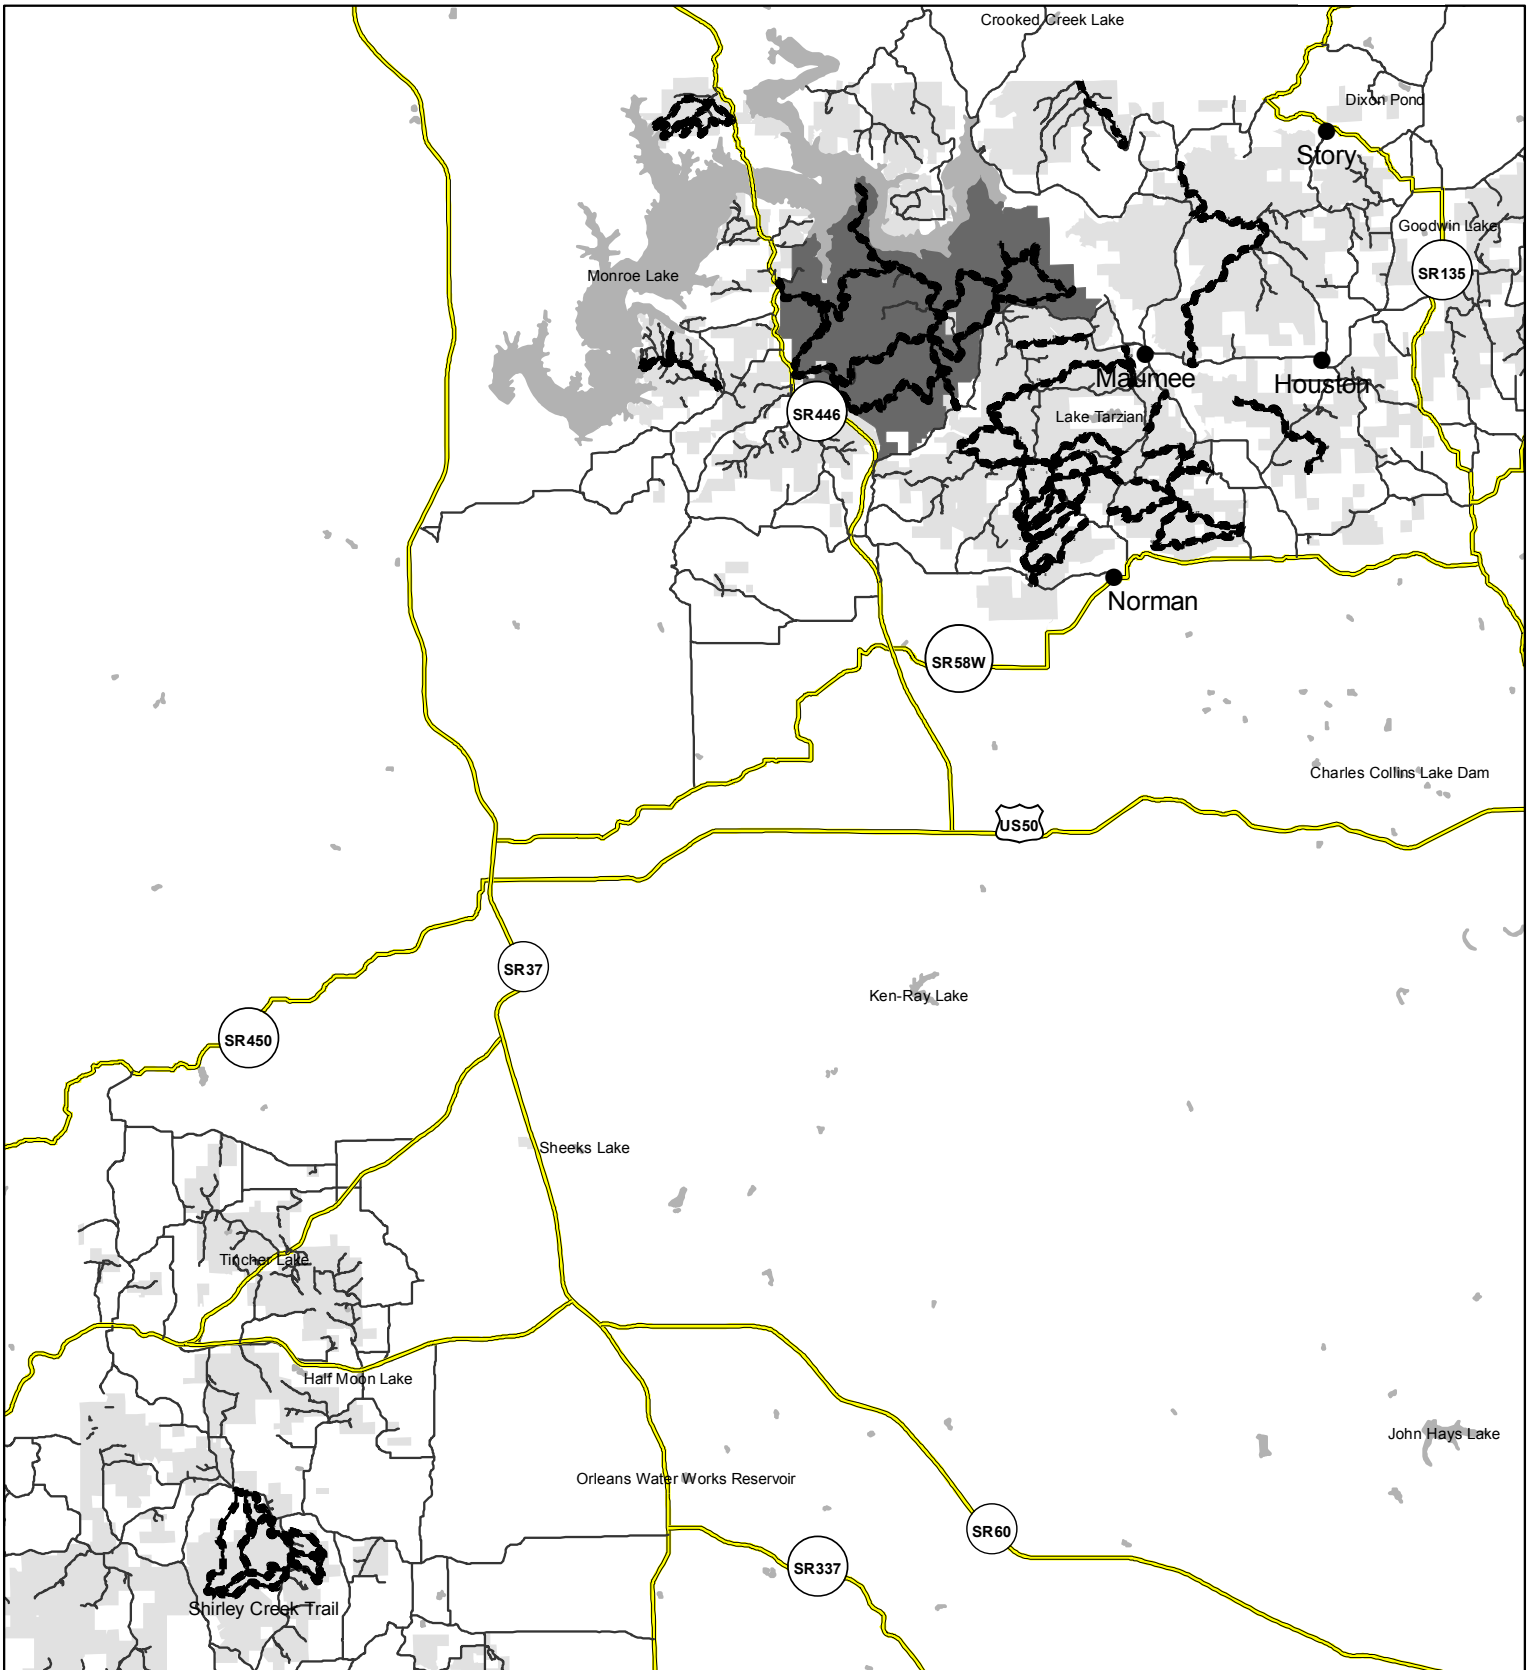 Crooked Creek Lake
Dixon Pond
Story
Goodwin Lake
SR135
Monroe Lake
Maumee
Houston
SR446
Lake Tarzian
Norman
SR58W
Charles Collins Lake Dam
US50
SR37
Ken-Ray Lake
SR450
Sheeks Lake
Tincher Lake
Half Moon Lake
John Hays Lake
Orleans Water Works Reservoir
SR60
SR337
Shirley Creek Trail